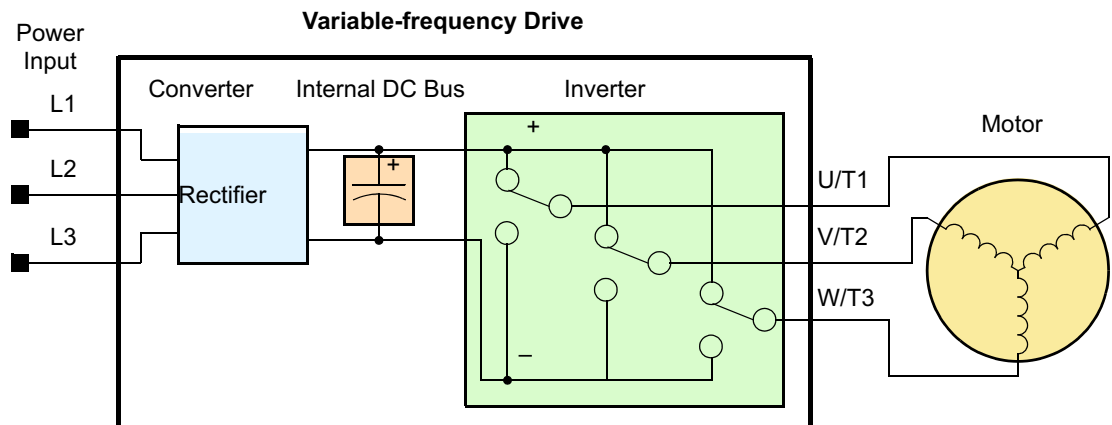 Variable-frequency Drive
Power
Input
Converter
Internal DC Bus
Inverter
L1
+
Motor
+
L2
Rectifier
U/T1
L3
V/T2
W/T3
–